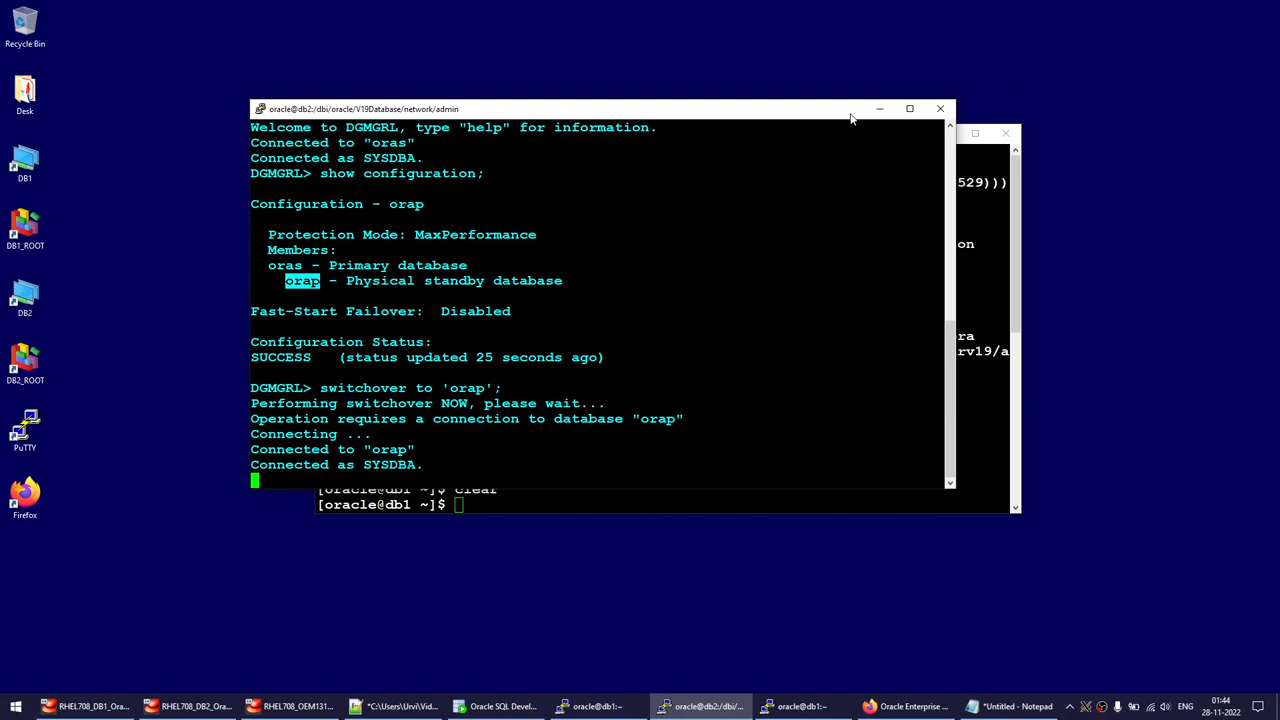 Recycle Bin
Desk
DB1
DB1_ROOT
DB2
DB2_ROOT
PuTTY
Firefox
oracle@db2:/dbi/oracle/V19Database/network/admin
Welcome to DGMGRL, type "help" for information.
Connected to "oras"
Connected as SYSDBA.
DGMGRL> show configuration;
Configuration - orap
Protection Mode: MaxPerformance
Members:
oras - Primary database
orap - Physical standby database
Fast-Start Failover:  Disabled
Configuration Status:
SUCCESS   (status updated 25 seconds ago)
DGMGRL> switchover to 'orap';
Performing switchover NOW, please wait...
Operation requires a connection to database "orap"
Connecting ...
Connected to "orap"
Connected as SYSDBA.
529)))
on
ra
rv19/a
[oracle@db1 ~]$ clear
[oracle@db1 ~]$
RHEL708_DB1_Ora...
RHEL708_DB2_Ora...
RHEL708_OEM131...
*C:\Users\Urvi\Vid...
Oracle SQL Devel...
oracle@db1:~
oracle@db2:/dbi/...
oracle@db1:~
Oracle Enterprise ...
*Untitled - Notepad
ENG
01:44
28-11-2022